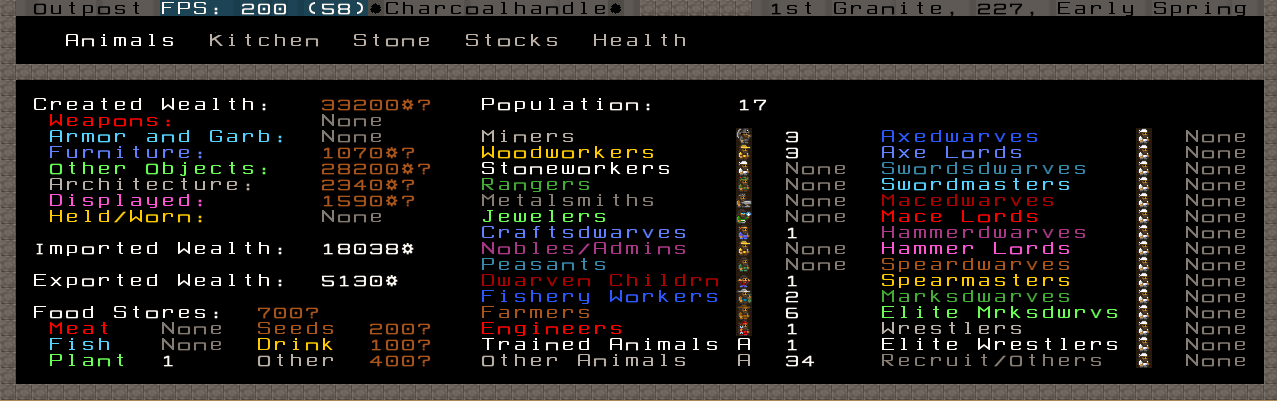 Outpost FPS: 200 (58) Charcoalhandle 1st Granite, 227, Early Spring
Animals Kitchen Stone Stocks Health
Created Wealth: 33200☼? Population: 17
Weapons: None
Armor and Garb: None Miners 3 Axedwarves None
Furniture: 1070☼? Woodworkers 3 Axe Lords None
Other Objects: 28200☼? Stoneworkers None Swordsdwarves None
Architecture: 2340☼? Rangers None Swordmasters None
Displayed: 1590☼? Metalsmiths None Macedwarves None
Held/Worn: None Jewelers None Mace Lords None
Craftsdwarves 1 Hammerdwarves None
Imported Wealth: 18038☼ Nobles/Admins None Hammer Lords None
Peasants None Speardwarves None
Exported Wealth: 5130☼ Dwarven Childrn 1 Spearmasters None
Fishery Workers 2 Marksdwarves None
Food Stores: 700? Farmers 6 Elite Mrksdwrvs None
Meat None Seeds 200? Engineers 1 Wrestlers None
Fish None Drink 100? Trained Animals A 1 Elite Wrestlers None
Plant 1 Other 400? Other Animals A 34 Recruit/Others None